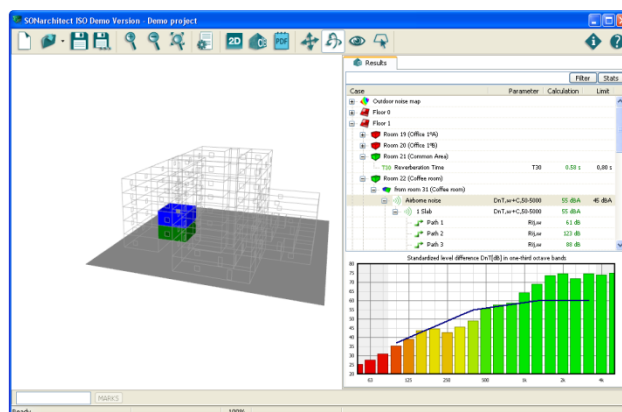 SONarchitect ISO Demo Version - Demo project
2D PDF
Results
Filter Stats
Case Parameter Calculation Limit
Outdoor noise map
Floor 0
Floor 1
Room 19 (Office 1ºA)
Room 20 (Office 1ºB)
Room 21 (Common Area)
T30 Reverberation Time T30 0.58 s 0,80 s
Room 22 (Coffee room)
from room 31 (Coffee room)
Airborne noise DnT,w+C,50-5000 55 dBA 45 dBA
1 Slab DnT,w+C,50-5000 55 dBA
Path 1 Rij,w 61 dB
Path 2 Rij,w 123 dB
Path 3 Rij,w 88 dB
Standardized level difference DnT[dB] in one-third octave bands
80
75
70
65
60
55
50
45
40
35
30
25
20
63 125 250 500 1k 2k 4k
MARKS
Ready 100%